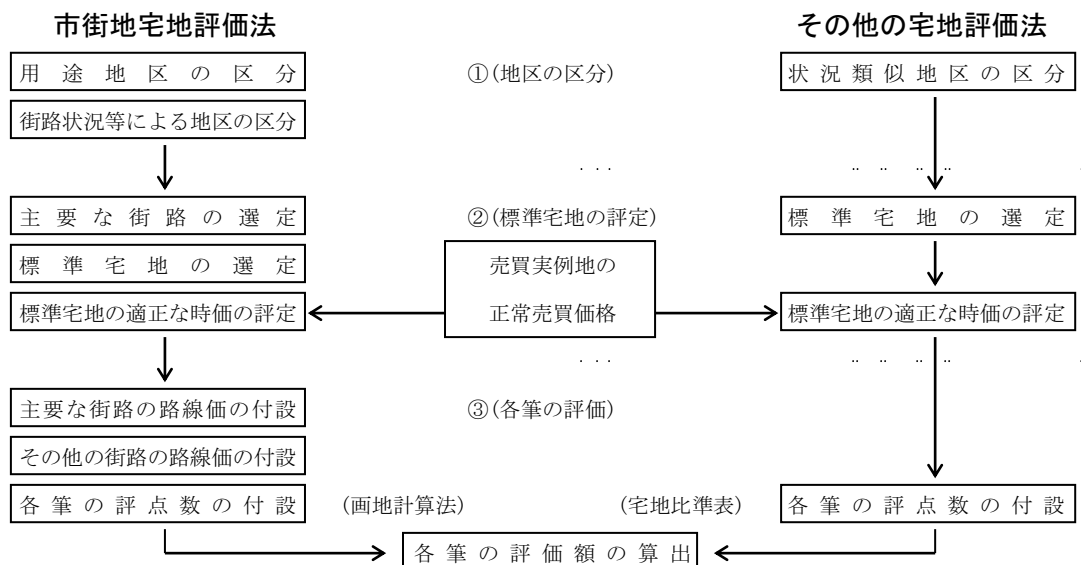 市街地宅地評価法
その他の宅地評価法
用途地区の区分
①(地区の区分)
状況類似地区の区分
街路状況等による地区の区分
主要な街路の選定
②(標準宅地の評定)
標準宅地の選定
標準宅地の選定
売買実例地の
正常売買価格
標準宅地の適正な時価の評定
標準宅地の適正な時価の評定
主要な街路の路線価の付設
③(各筆の評価)
その他の街路の路線価の付設
各筆の評点数の付設
(画地計算法)
(宅地比準表)
各筆の評点数の付設
各筆の評価額の算出